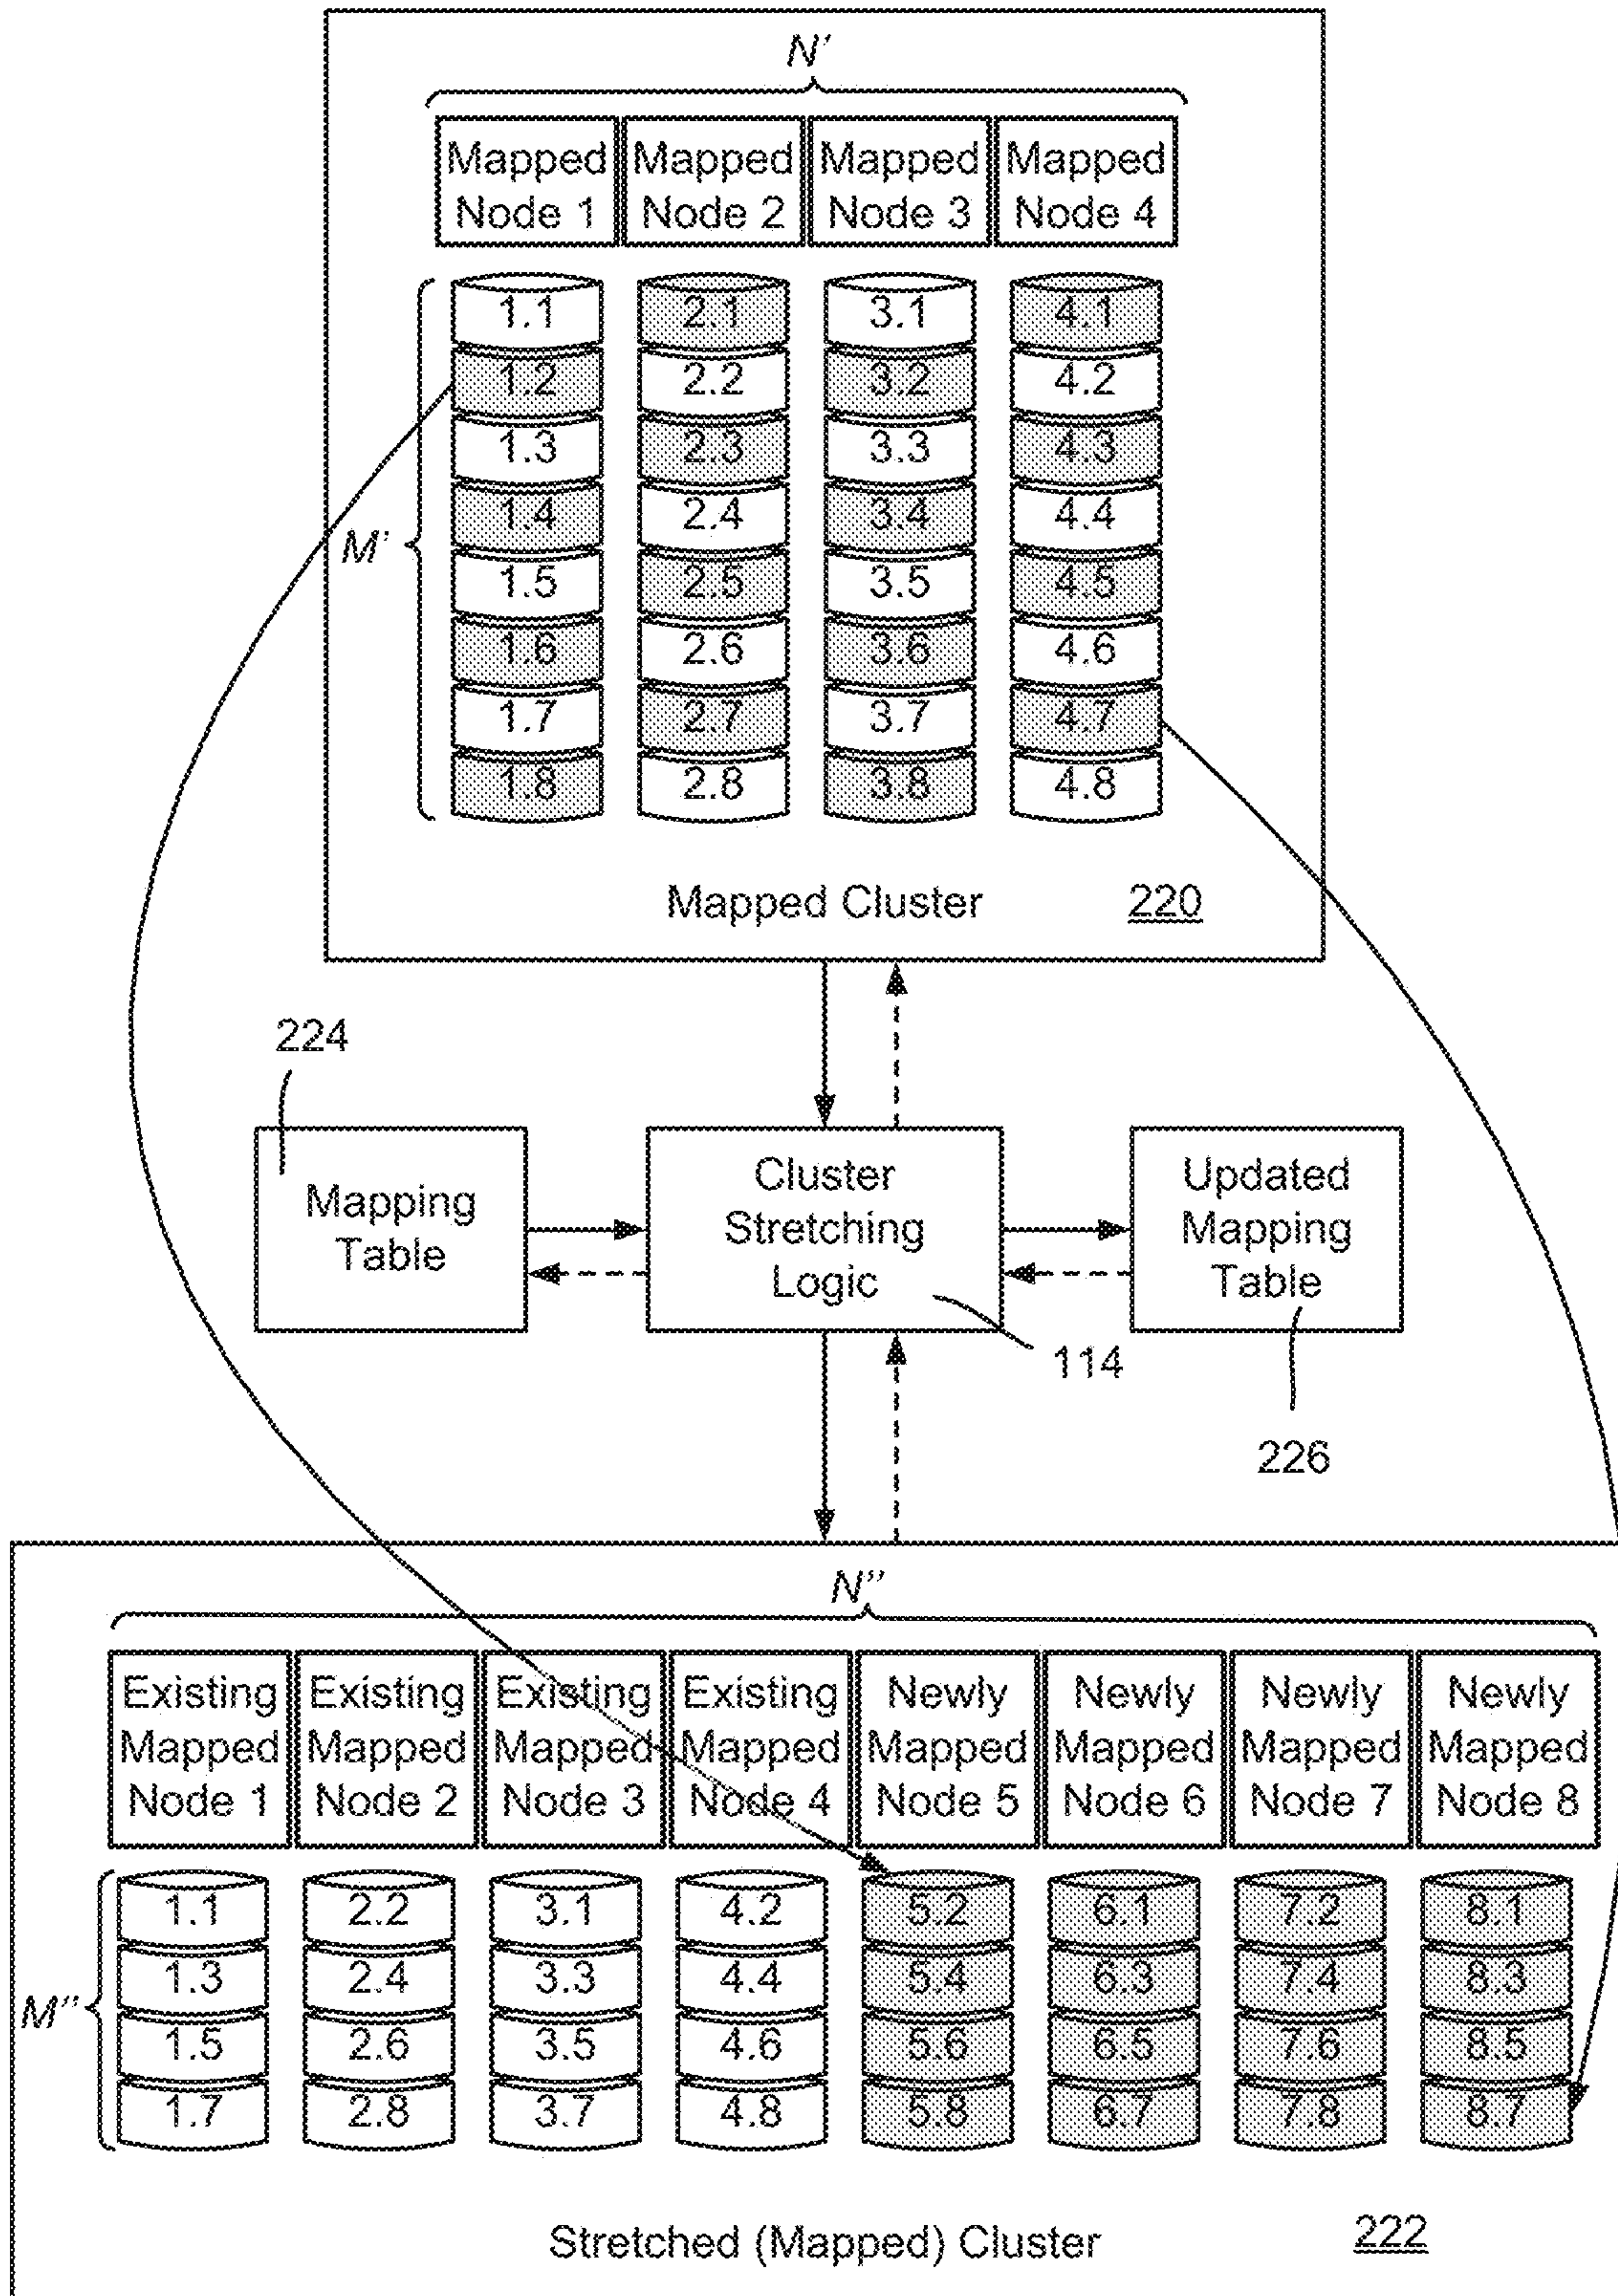 N'
Mapped Mapped Mapped Mapped
Node 1 Node 2 Node 3 Node 4
1.1 2.1 3.1 4.1
1.2 2.2 3.2 4.2
1.3 2.3 3.3 4.3
1.4 2.4 3.4 4.4
M'
1.5 2.5 3.5 4.5
1.6 2.6 3.6 4.6
1.7 2.7 3.7 4.7
1.8 2.8 3.8 4.8
Mapped Cluster 220
224
Mapping
Table
Cluster
Stretching
Logic
Updated
Mapping
Table
114
226
N''
Existing Existing Existing Existing Newly Newly Newly Newly
Mapped Mapped Mapped Mapped Mapped Mapped Mapped Mapped
Node 1 Node 2 Node 3 Node 4 Node 5 Node 6 Node 7 Node 8
1.1 2.2 3.1 4.2 5.2 6.1 7.2 8.1
1.3 2.4 3.3 4.4 5.4 6.3 7.4 8.3
M''
1.5 2.6 3.5 4.6 5.6 6.5 7.6 8.5
1.7 2.8 3.7 4.8 5.8 6.7 7.8 8.7
Stretched (Mapped) Cluster 222